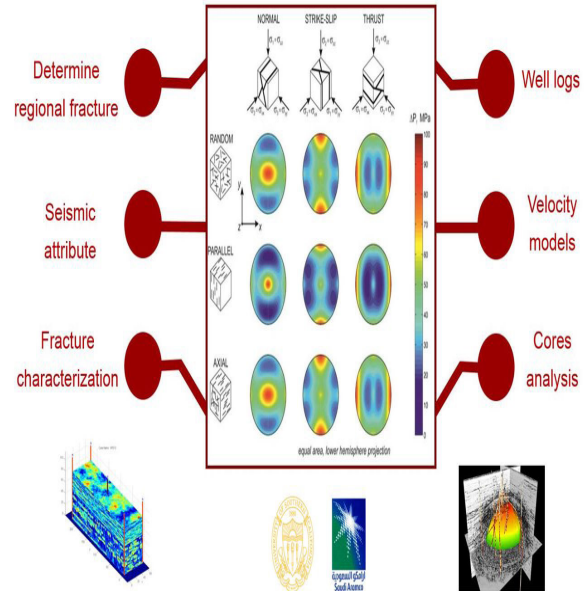 Determine
regional fracture
Seismic
attribute
Fracture
characterization
NORMAL STRIKE-SLIP THRUST
RANDOM
PARALLEL
AXIAL
y
z x
ΔP, MPa
100
90
80
70
60
50
40
30
20
10
0
equal area, lower hemisphere projection
Well logs
Velocity
models
Cores
analysis
أرامكو السعودية
Saudi Aramco